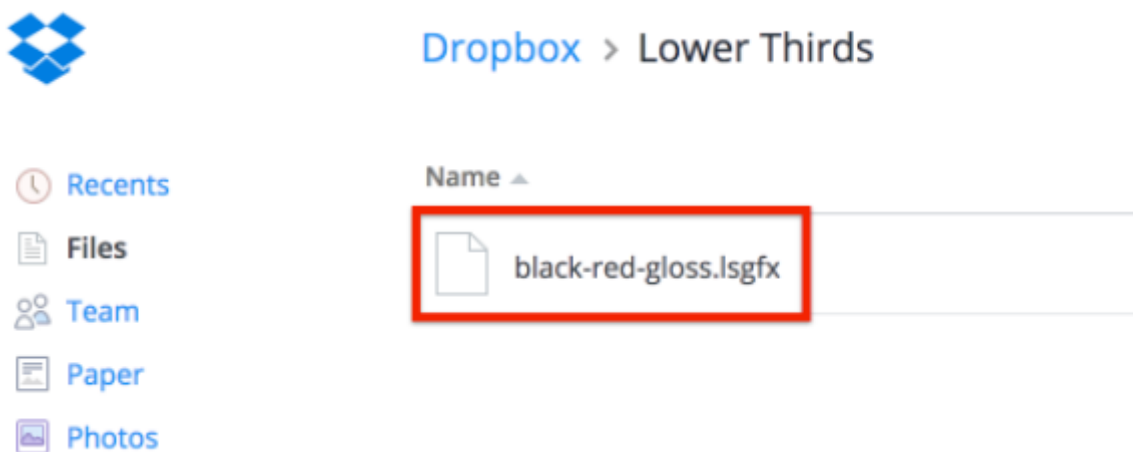 Dropbox > Lower Thirds
Recents
Files
Team
Paper
Photos
Name
black-red-gloss.lsgfx